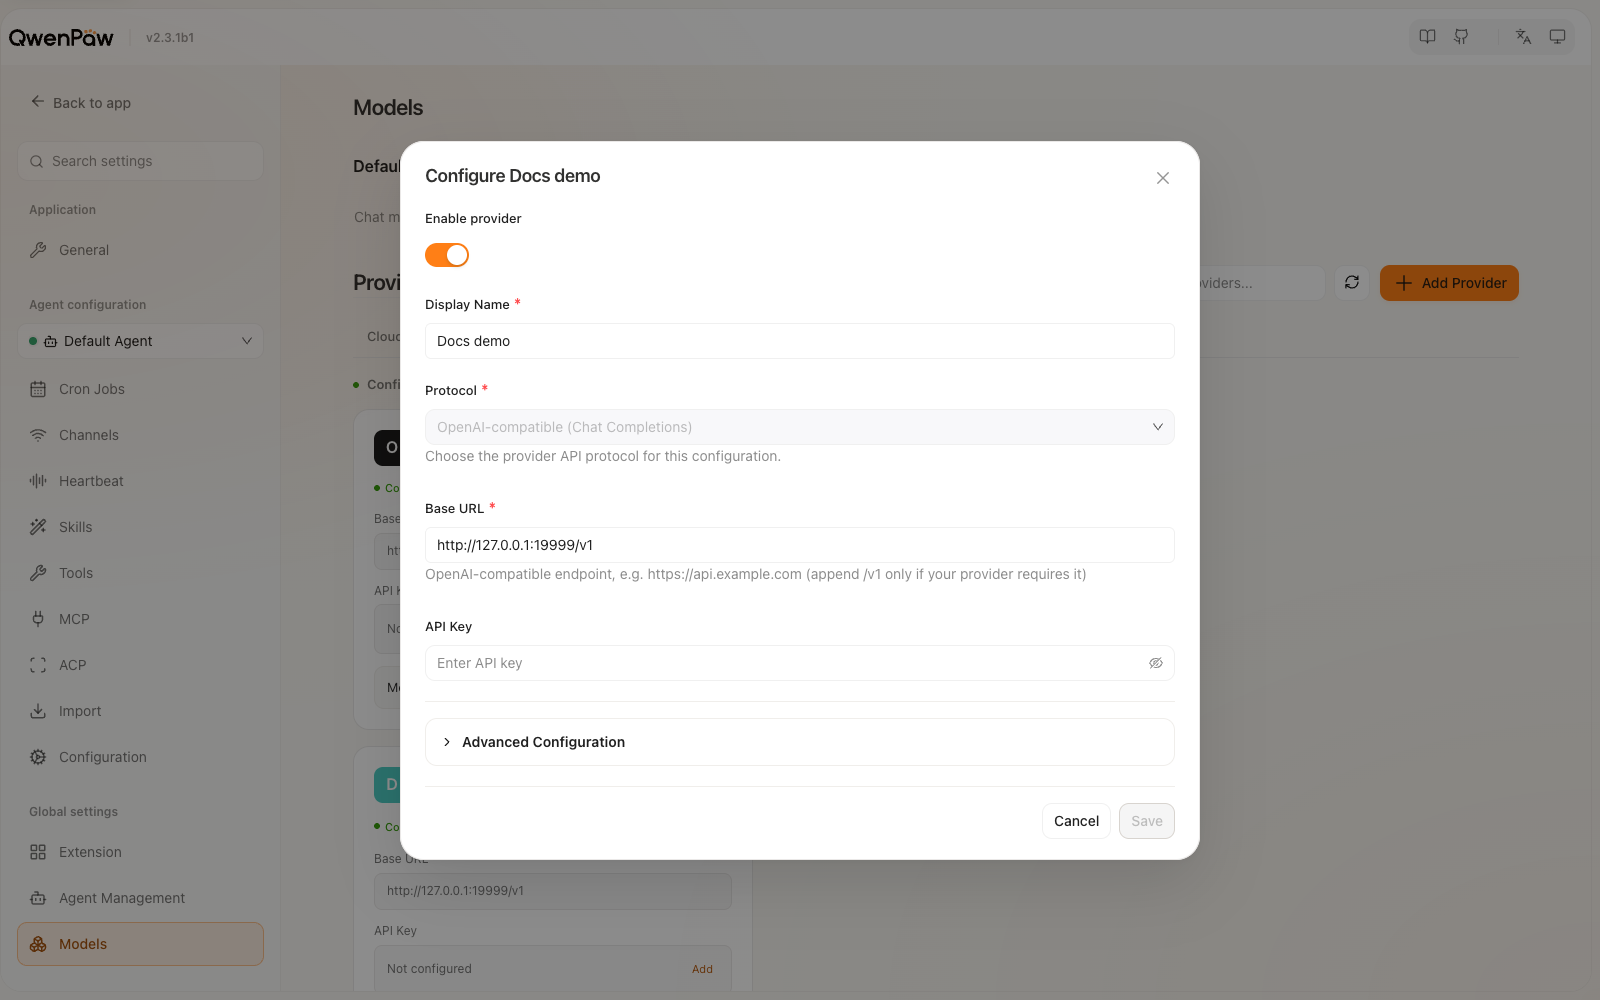 QwenPaw
v2.3.1b1
Back to app
Search settings
Application
General
Agent configuration
Default Agent
Cron Jobs
Channels
Heartbeat
Skills
Tools
MCP
ACP
Import
Configuration
Global settings
Extension
Agent Management
Models
Models
Chat
Add Provider
Configure Docs demo
Enable provider
Display Name *
Docs demo
Protocol *
OpenAI-compatible (Chat Completions)
Choose the provider API protocol for this configuration.
Base URL *
http://127.0.0.1:19999/v1
OpenAI-compatible endpoint, e.g. https://api.example.com (append /v1 only if your provider requires it)
API Key
Enter API key
Advanced Configuration
Cancel
Save
Base URL
http://127.0.0.1:19999/v1
API Key
Not configured
Add